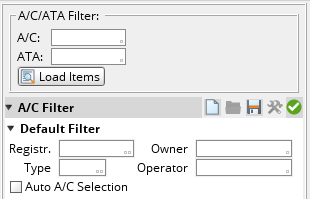 A/C/ATA Filter:
A/C:
ATA:
Load Items
A/C Filter
Default Filter
Registr. Owner
Type Operator
Auto A/C Selection